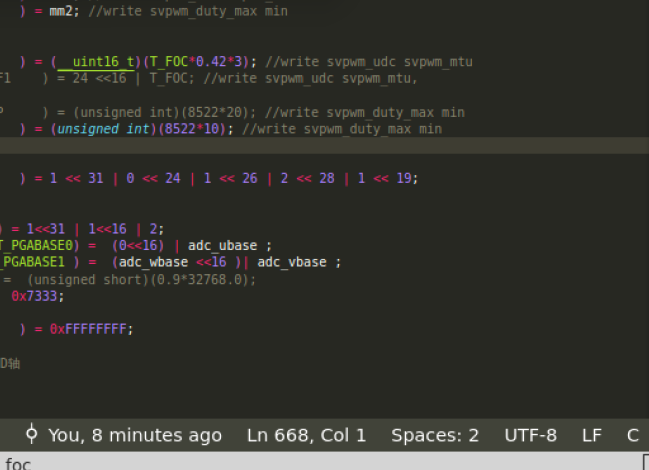 ) = mm2; //write svpwm_duty_max min
) = (__uint16_t)(T_FOC*0.42*3); //write svpwm_udc svpwm_mtu
F1 ) = 24 <<16 | T_FOC; //write svpwm_udc svpwm_mtu,
) = (unsigned int)(8522*20); //write svpwm_duty_max min
) = (unsigned int)(8522*10); //write svpwm_duty_max min
) = 1 << 31 | 0 << 24 | 1 << 26 | 2 << 28 | 1 << 19;
) = 1<<31 | 1<<16 | 2;
T_PGABASE0) = (0<<16) | adc_ubase ;
_PGABASE1 ) = (adc_wbase <<16 )| adc_vbase ;
= (unsigned short)(0.9*32768.0);
0x7333;
) = 0xFFFFFFFF;
D轴
You, 8 minutes ago Ln 668, Col 1 Spaces: 2 UTF-8 LF C
foc